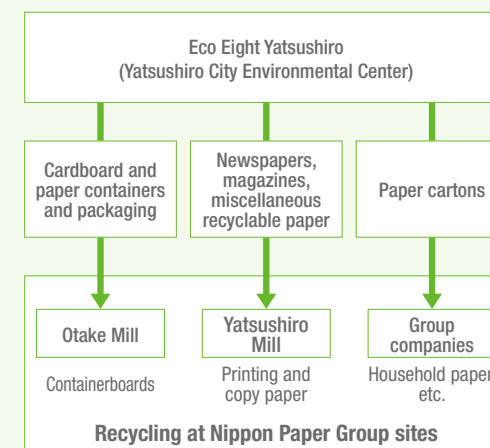 Eco Eight Yatsushiro
(Yatsushiro City Environmental Center)
Cardboard and
paper containers
and packaging
Newspapers,
magazines,
miscellaneous
recyclable paper
Paper cartons
Otake Mill
Containerboards
Yatsushiro
Mill
Printing and
copy paper
Group
companies
Household paper
etc.
Recycling at Nippon Paper Group sites